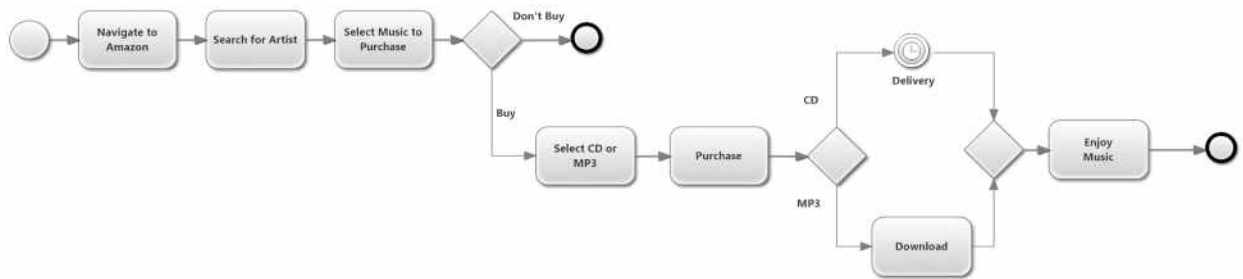 Navigate to
Amazon
Search for Artist
Select Music to
Purchase
Don't Buy
Buy
Select CD or
MP3
Purchase
CD
Delivery
MP3
Download
Enjoy
Music